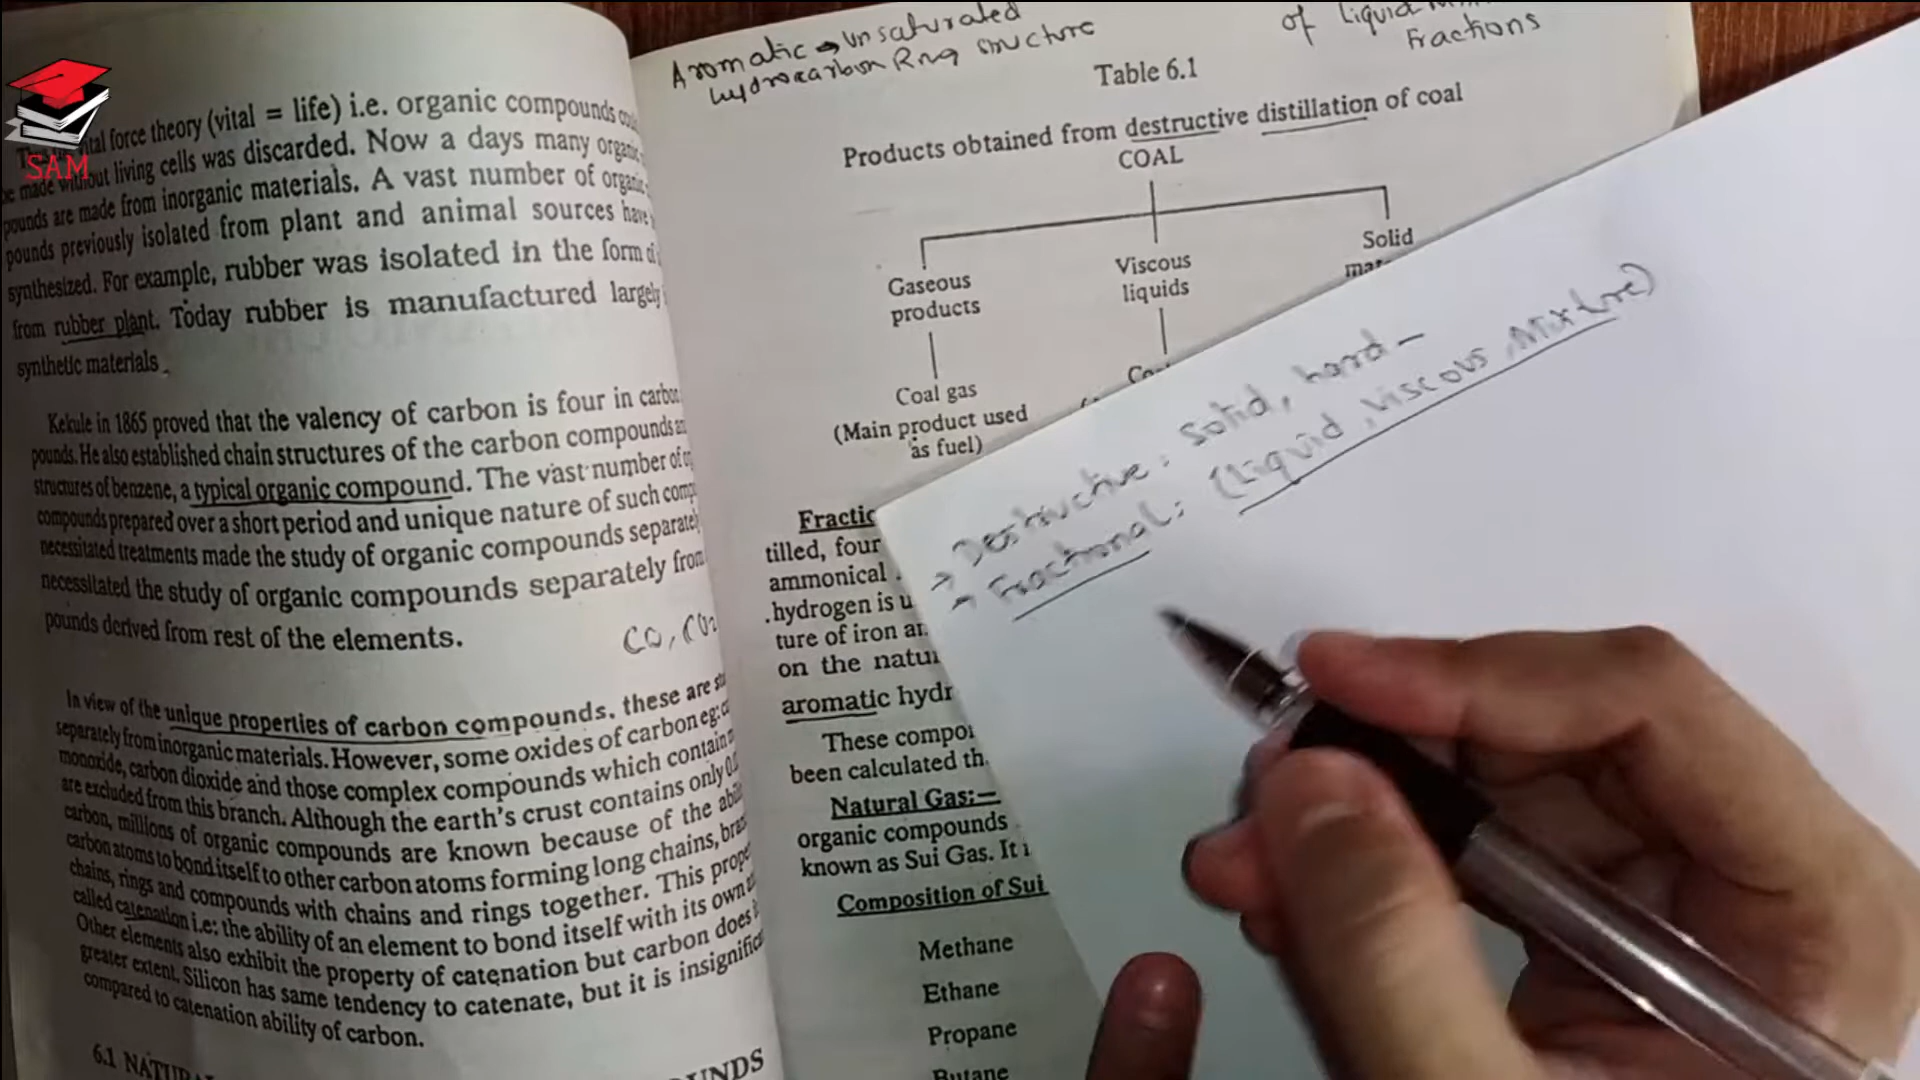 SAM
vital force theory (vital = life) i.e. organic compounds
be made without living cells was discarded. Now a days many organic
pounds are made from inorganic materials. A vast number of organic
pounds previously isolated from plant and animal sources have
synthesized. For example, rubber was isolated in the form of
from rubber plant. Today rubber is manufactured largely
synthetic materials.
Kekule in 1865 proved that the valency of carbon is four in carbon
pounds. He also established chain structures of the carbon compounds
structures of benzene, a typical organic compound. The vast number of
compounds prepared over a short period and unique nature of such
necessitated treatments made the study of organic compounds separately
necessitated the study of organic compounds separately from
pounds derived from rest of the elements.
CO, CO2
In view of the unique properties of carbon compounds, these are
separately from inorganic materials. However, some oxides of carbon eg:
monoxide, carbon dioxide and those complex compounds which contain
are excluded from this branch. Although the earth's crust contains only
carbon, millions of organic compounds are known because of the
carbon atoms to bond itself to other carbon atoms forming long chains,
chains, rings and compounds with chains and rings together. This
called catenation i.e: the ability of an element to bond itself with its own
Other elements also exhibit the property of catenation but carbon does
greater extent. Silicon has same tendency to catenate, but it is
compared to catenation ability of carbon.
6.1
Aromatic → Unsaturated
hydrocarbon Ring structure
of liquid
Fractions
Table 6.1
Products obtained from destructive distillation of coal
COAL
Gaseous
products
Viscous
liquids
Solid
Coal gas
(Main product used
as fuel)
tilled, four
ammonical
hydrogen is
ture of iron
on the
aromatic
These
been calculated
Natural Gas:—
organic compounds
known as Sui Gas. It
Composition of Sui
Methane
Ethane
Propane
Butane
→ Destructive: Solid, hard –
→ Fractional: (Liquid, Viscous, Mixture)